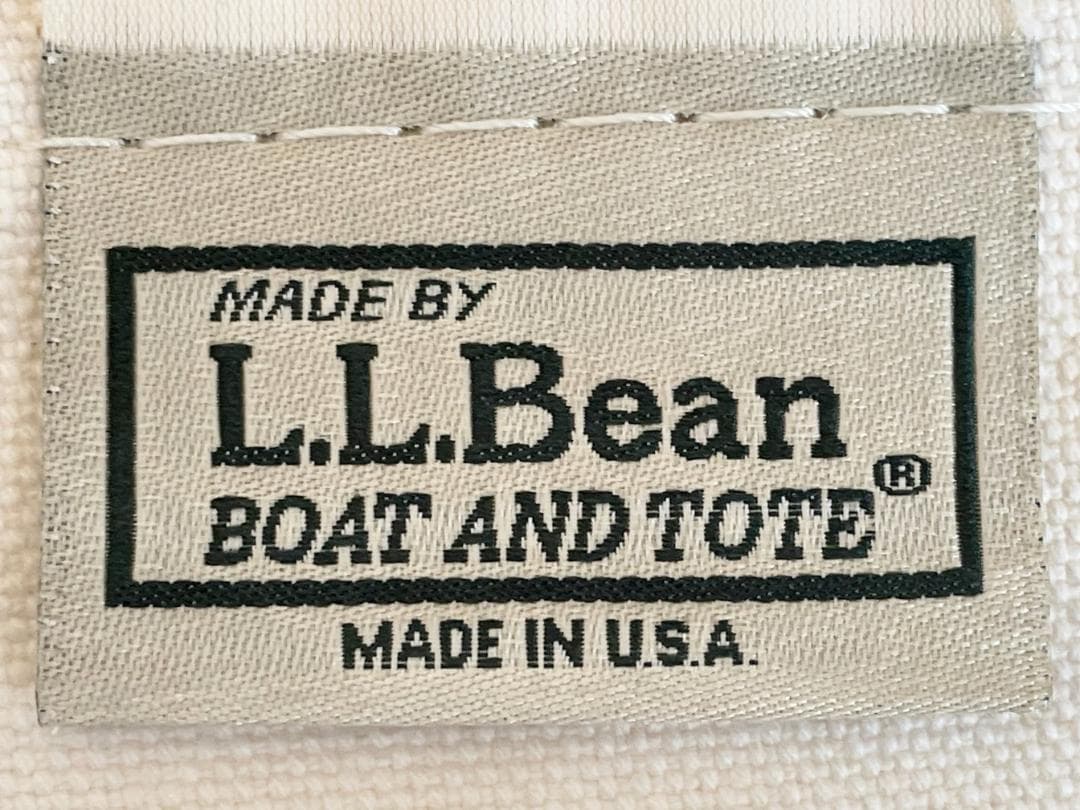 MADE BY
L.L.Bean
BOAT AND TOTE®
MADE IN U.S.A.